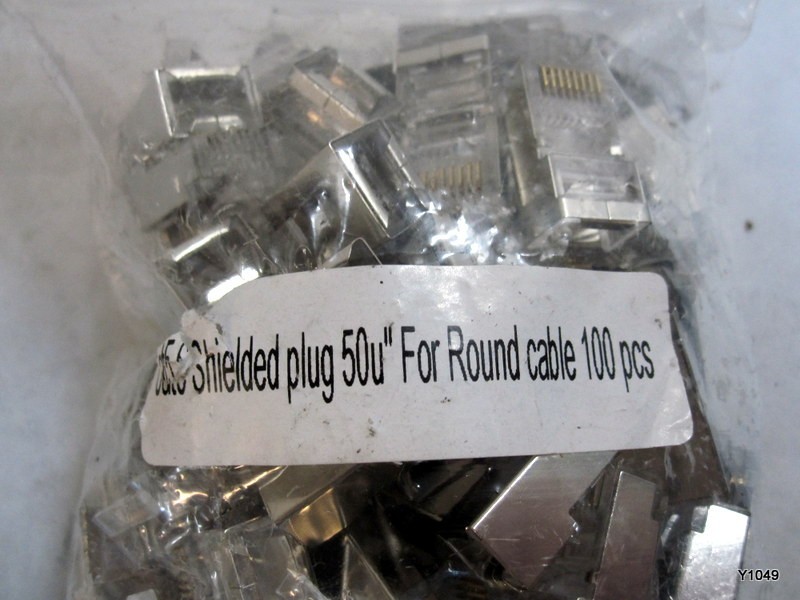 Shielded plug 50u" For Round cable 100 pcs
Y1049